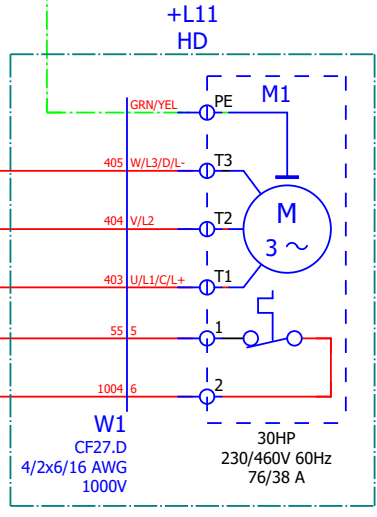 +L11
HD
M1
GRN/YEL PE
405 W/L3/D/L- T3
404 V/L2 T2
M
3 ~
403 U/L1/C/L+ T1
55 5 1
1004 6 2
W1
CF27.D
4/2x6/16 AWG
1000V
30HP
230/460V 60Hz
76/38 A